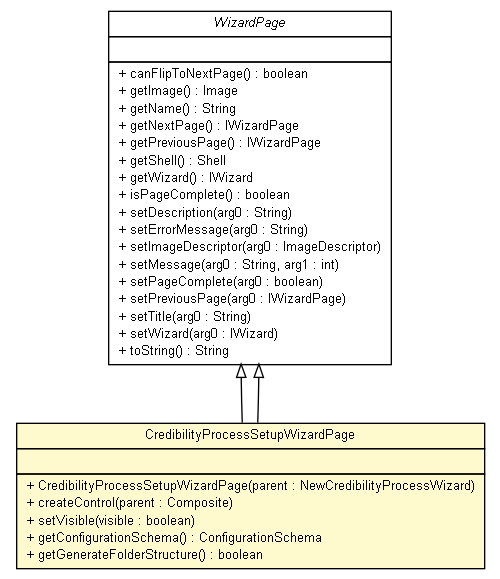 WizardPage
+ canFlipToNextPage() : boolean
+ getImage() : Image
+ getName() : String
+ getNextPage() : IWizardPage
+ getPreviousPage() : IWizardPage
+ getShell() : Shell
+ getWizard() : IWizard
+ isPageComplete() : boolean
+ setDescription(arg0 : String)
+ setErrorMessage(arg0 : String)
+ setImageDescriptor(arg0 : ImageDescriptor)
+ setMessage(arg0 : String, arg1 : int)
+ setPageComplete(arg0 : boolean)
+ setPreviousPage(arg0 : IWizardPage)
+ setTitle(arg0 : String)
+ setWizard(arg0 : IWizard)
+ toString() : String
CredibilityProcessSetupWizardPage
+ CredibilityProcessSetupWizardPage(parent : NewCredibilityProcessWizard)
+ createControl(parent : Composite)
+ setVisible(visible : boolean)
+ getConfigurationSchema() : ConfigurationSchema
+ getGenerateFolderStructure() : boolean